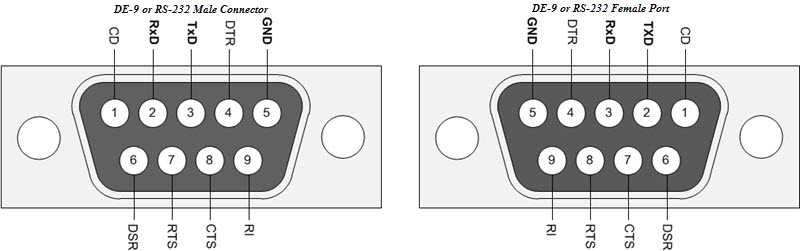 DE-9 or RS-232 Male Connector
CD RxD TxD DTR GND
1 2 3 4 5
6 7 8 9
DSR RTS CTS RI
DE-9 or RS-232 Female Port
GND DTR RxD TXD CD
5 4 3 2 1
9 8 7 6
RI RTS CTS DSR